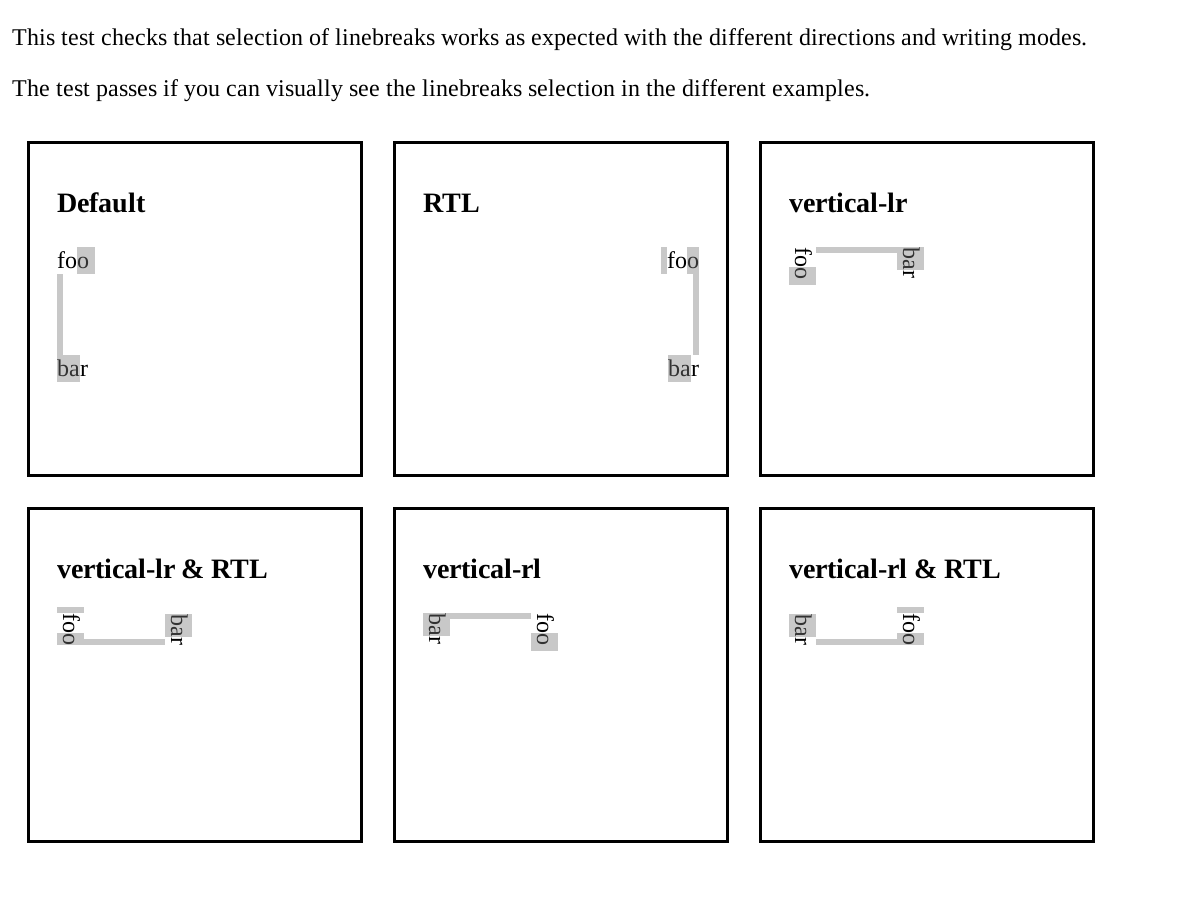 This test checks that selection of linebreaks works as expected with the different directions and writing modes.
The test passes if you can visually see the linebreaks selection in the different examples.
Default
foo
bar
RTL
foo
bar
vertical-lr
foo
bar
vertical-lr & RTL
foo
bar
vertical-rl
foo
bar
vertical-rl & RTL
foo
bar